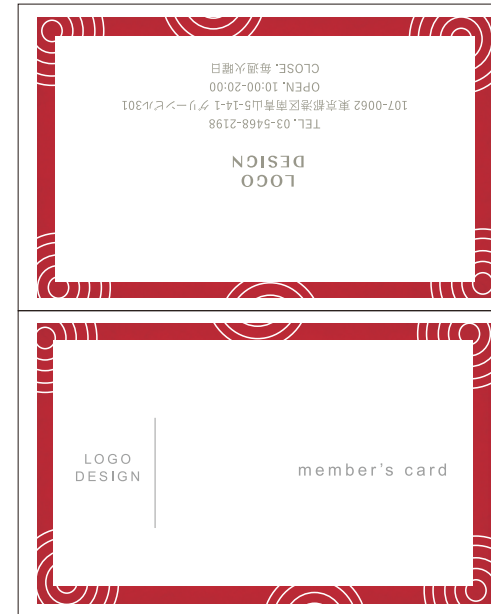 LOGO
DESIGN
TEL. 03-5468-2198
107-0062 東京都港区南青山5-14-1 グリーンビル301
OPEN. 10:00-20:00
CLOSE. 毎週火曜日
LOGO
DESIGN
member's card